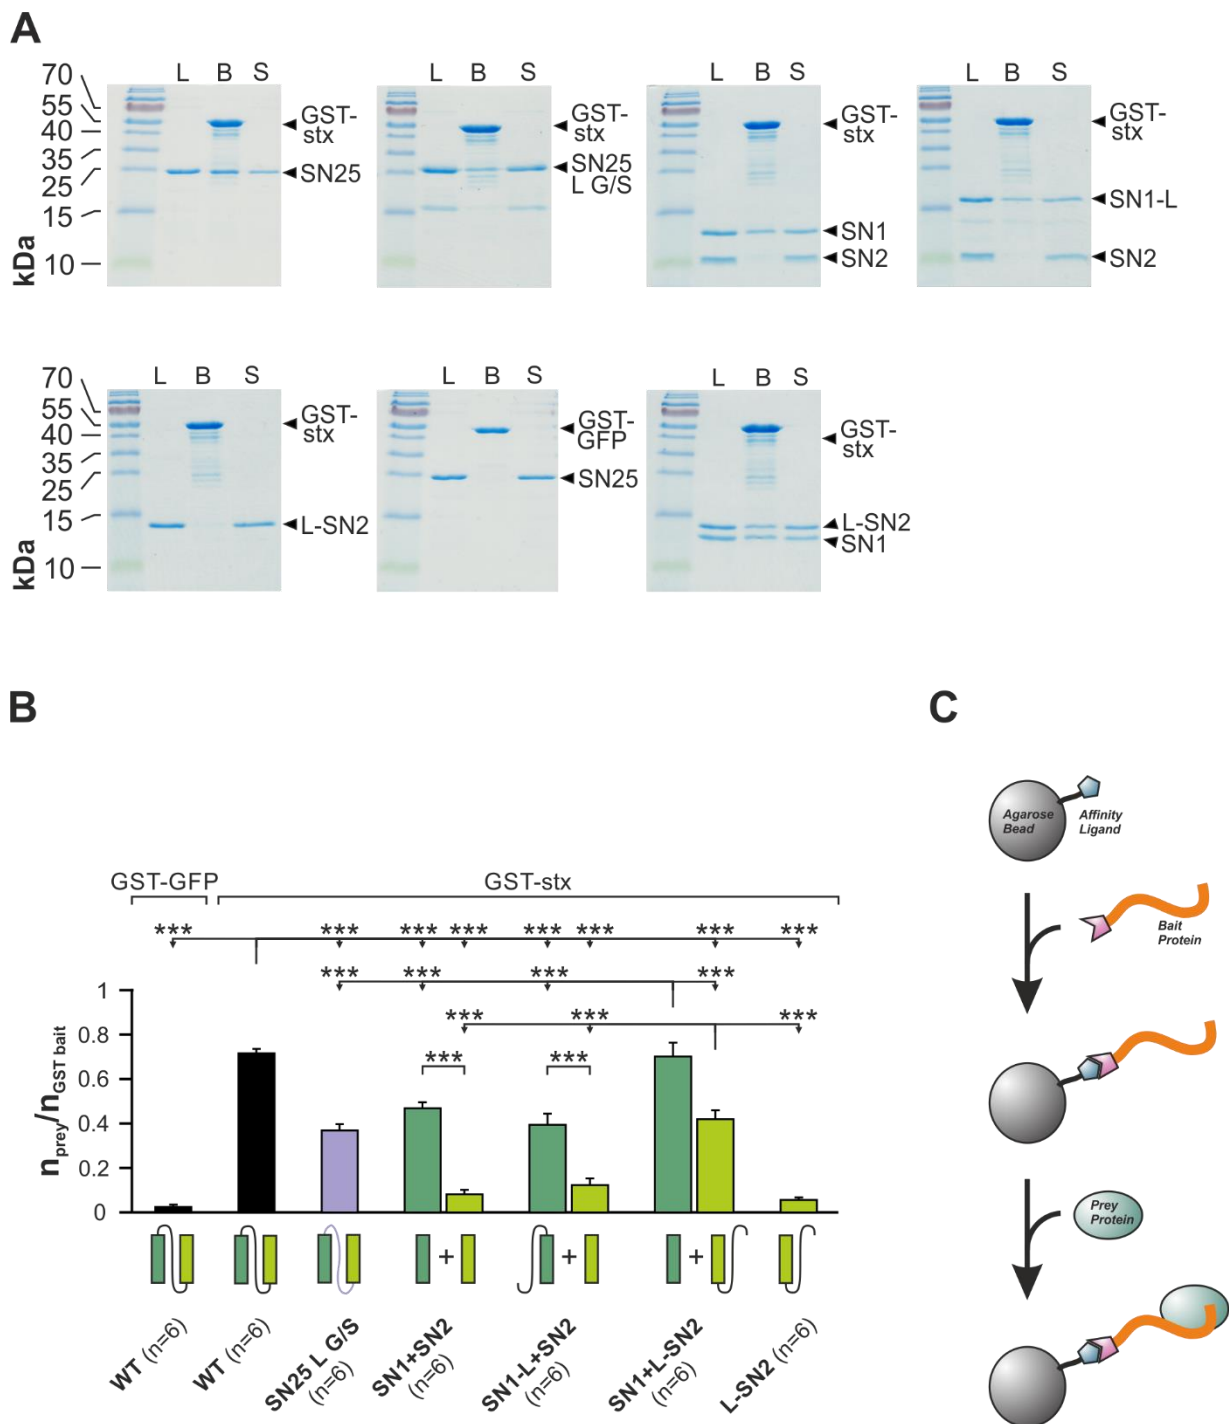 A
L B S
L B S
L B S
L B S
70
55
40
35
25
15
10
kDa
GST-
stx
SN25
GST-
stx
SN25
L G/S
GST-
stx
SN1
SN2
GST-
stx
SN1-L
SN2
L B S
L B S
L B S
70
55
40
35
25
15
10
kDa
GST-
stx
L-SN2
GST-
GFP
SN25
GST-
stx
L-SN2
SN1
B
GST-GFP
GST-stx
*** *** *** *** *** *** *** ***
*** *** *** ***
*** *** ***
*** ***
1
0.8
0.6
0.4
0.2
0
nprey/nGST bait
+ + +
WT (n=6)
WT (n=6)
SN25 L G/S
(n=6)
SN1+SN2
(n=6)
SN1-L+SN2
(n=6)
SN1+L-SN2
(n=6)
L-SN2 (n=6)
C
Agarose
Bead
Affinity
Ligand
Bait
Protein
Prey
Protein